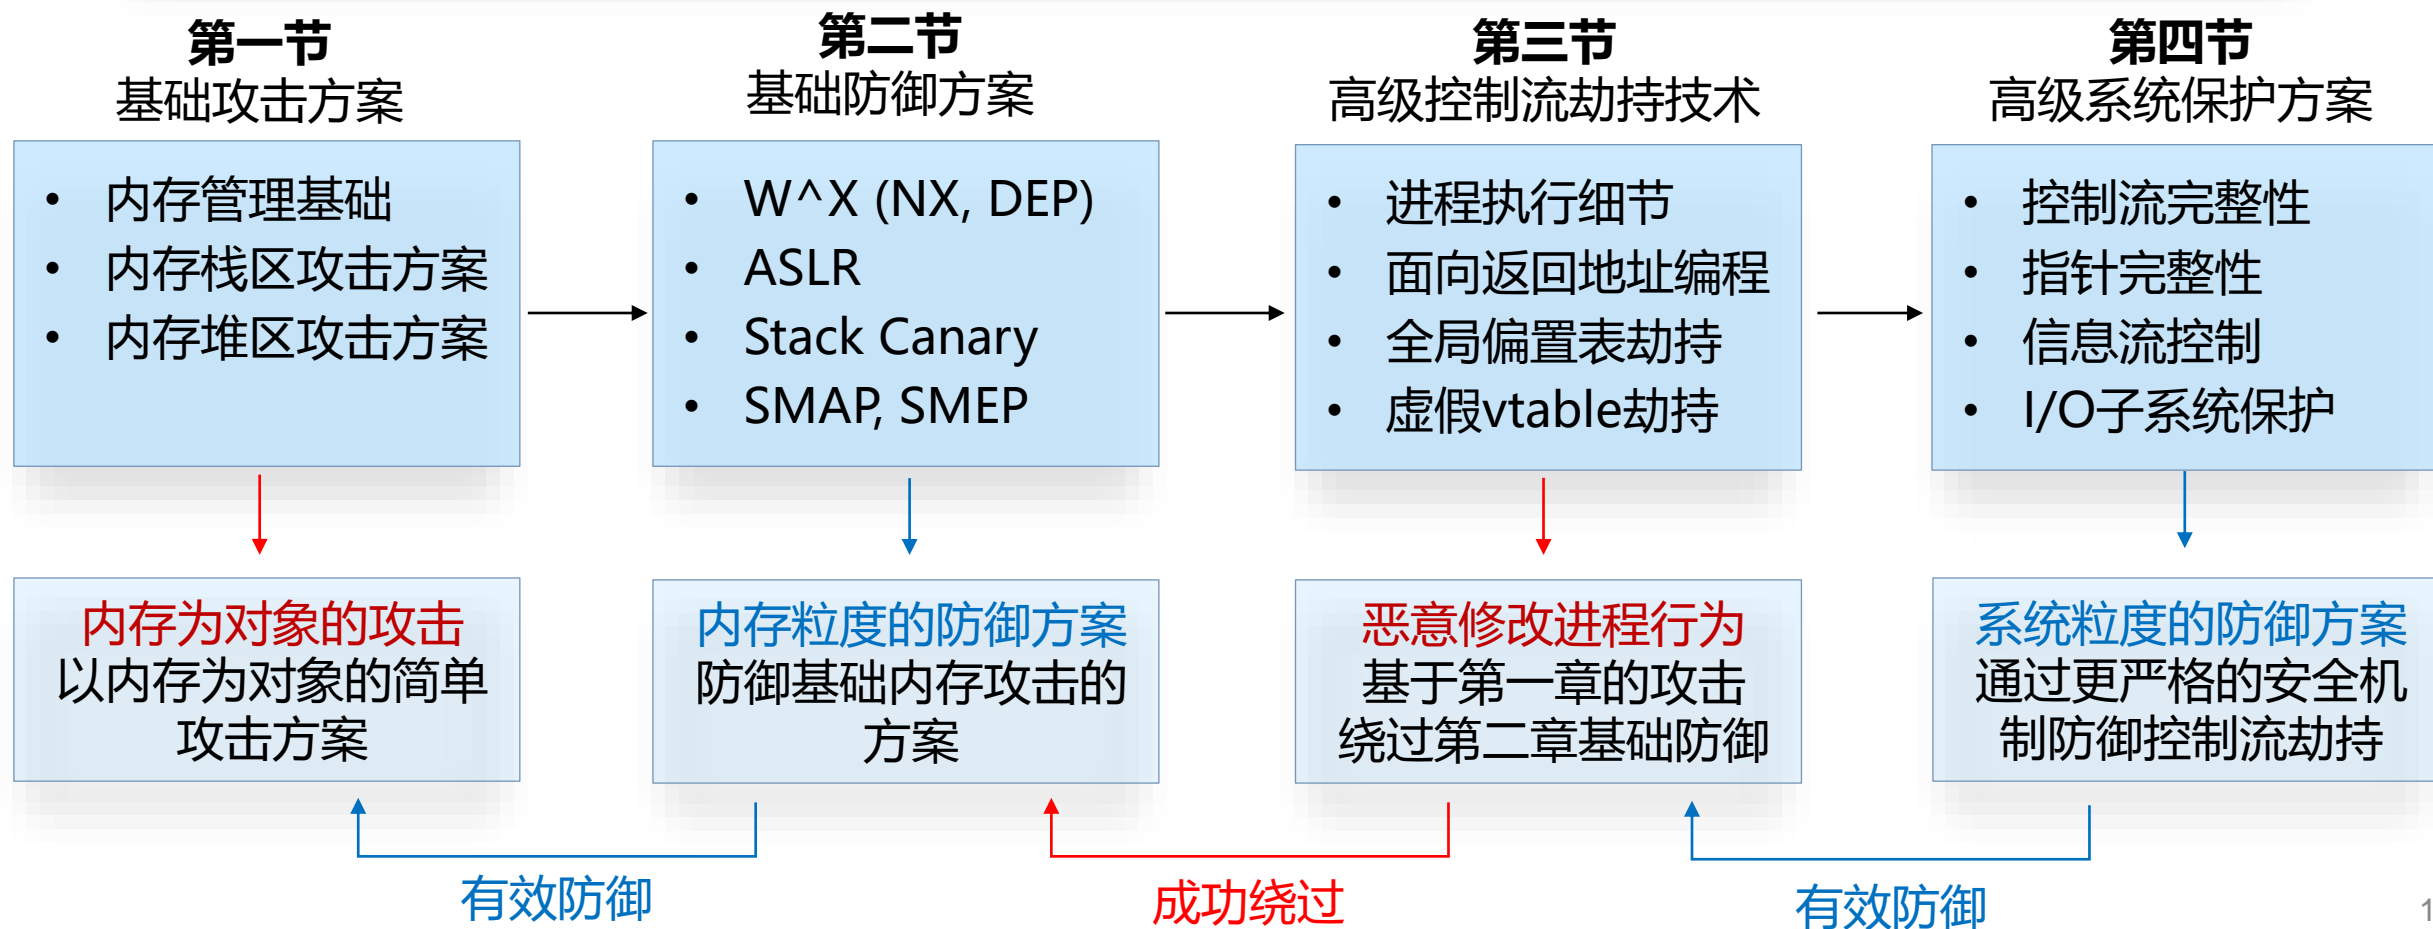 第一节
基础攻击方案
• 内存管理基础
• 内存栈区攻击方案
• 内存堆区攻击方案
内存为对象的攻击
以内存为对象的简单
攻击方案
第二节
基础防御方案
• W^X (NX, DEP)
• ASLR
• Stack Canary
• SMAP, SMEP
内存粒度的防御方案
防御基础内存攻击的
方案
第三节
高级控制流劫持技术
• 进程执行细节
• 面向返回地址编程
• 全局偏置表劫持
• 虚假vtable劫持
恶意修改进程行为
基于第一章的攻击
绕过第二章基础防御
第四节
高级系统保护方案
• 控制流完整性
• 指针完整性
• 信息流控制
• I/O子系统保护
系统粒度的防御方案
通过更严格的安全机
制防御控制流劫持
有效防御
成功绕过
有效防御
1